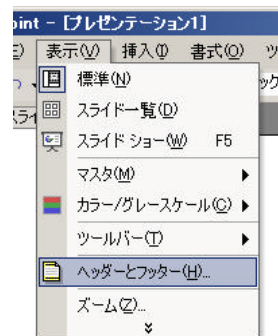 oint - [プレゼンテーション1]
表示(V) 挿入(I) 書式(O) ツ
標準(N)
スライド一覧(D)
スライド ショー(W) F5
マスタ(M)
カラー/グレースケール(C)
ツールバー(T)
ヘッダーとフッター(H)...
ズーム(Z)...